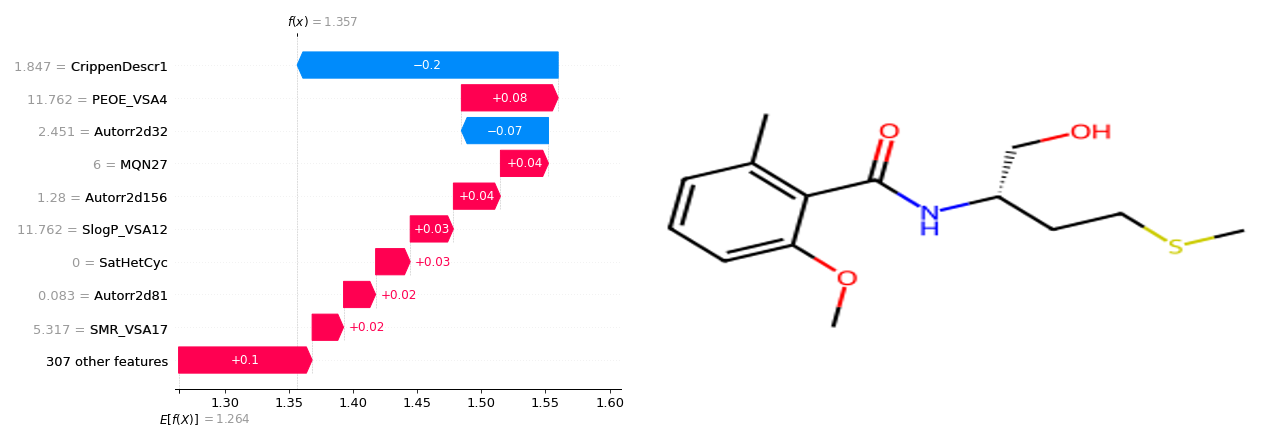 f(x) = 1.357
1.847 = CrippenDescr1
−0.2
11.762 = PEOE_VSA4
+0.08
2.451 = Autorr2d32
−0.07
6 = MQN27
+0.04
1.28 = Autorr2d156
+0.04
11.762 = SlogP_VSA12
+0.03
0 = SatHetCyc
+0.03
0.083 = Autorr2d81
+0.02
5.317 = SMR_VSA17
+0.02
307 other features
+0.1
1.30 1.35 1.40 1.45 1.50 1.55 1.60
E[f(X)] = 1.264
O
OH
N
H
S
O